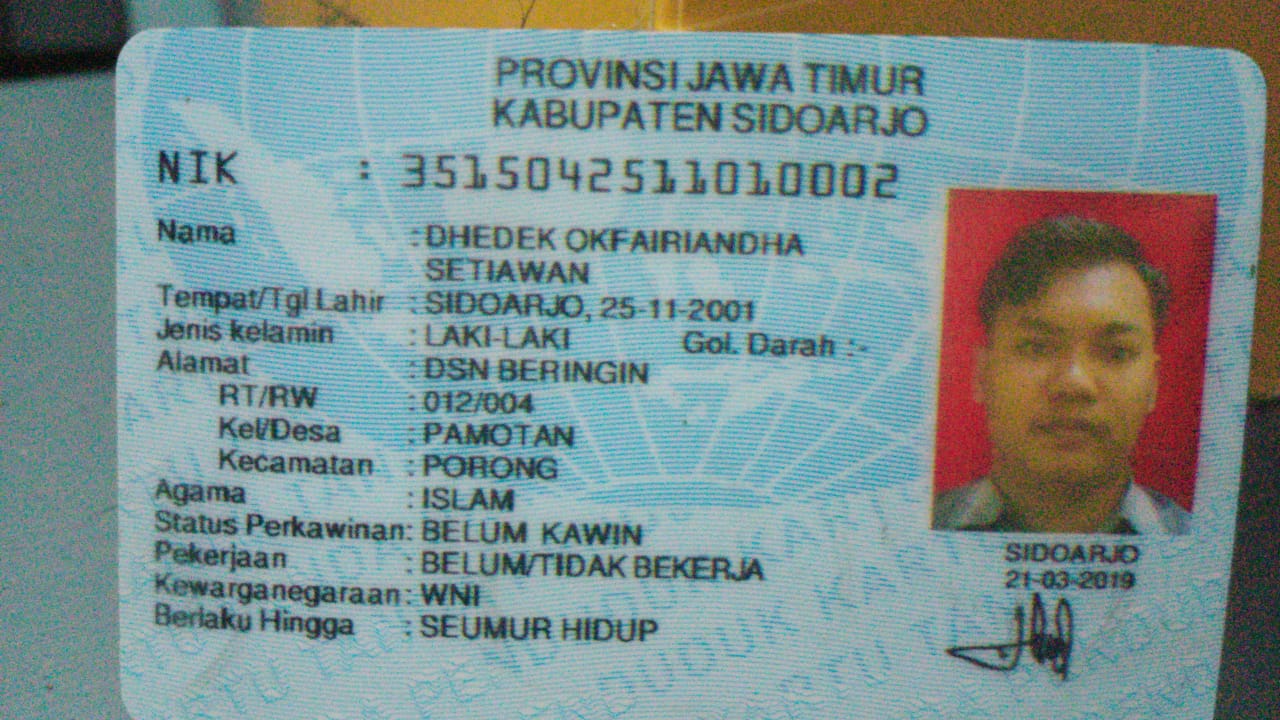 PROVINSI JAWA TIMUR
KABUPATEN SIDOARJO
NIK : 3515042511010002
Nama : DHEDEK OKFAIRIANDHA
SETIAWAN
Tempat/Tgl Lahir : SIDOARJO, 25-11-2001
Jenis kelamin : LAKI-LAKI Gol. Darah : -
Alamat : DSN BERINGIN
RT/RW : 012/004
Kel/Desa : PAMOTAN
Kecamatan : PORONG
Agama : ISLAM
Status Perkawinan: BELUM KAWIN
Pekerjaan : BELUM/TIDAK BEKERJA
Kewarganegaraan: WNI
Berlaku Hingga : SEUMUR HIDUP
SIDOARJO
21-03-2019